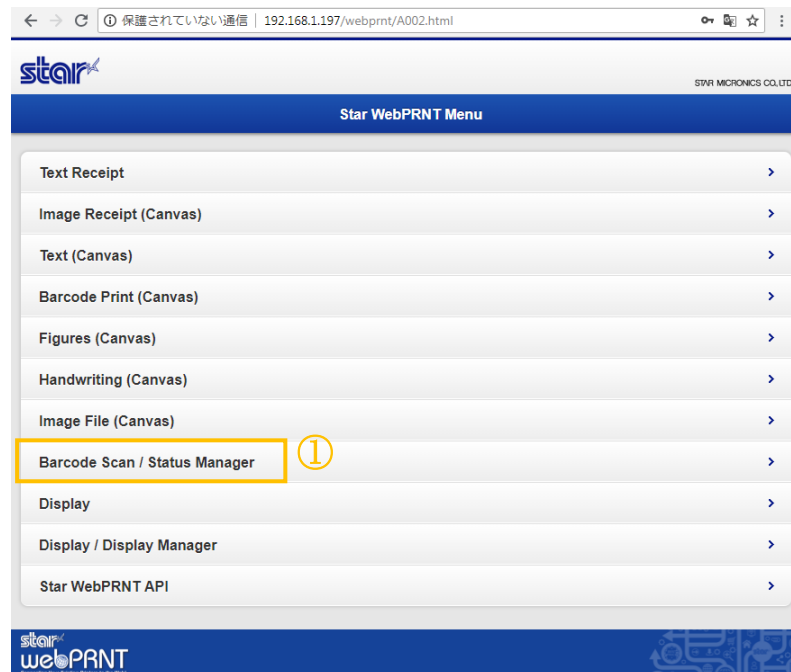 保護されていない通信 | 192.168.1.197/webprnt/A002.html
star
STAR MICRONICS CO.,LTD
Star WebPRNT Menu
Text Receipt
Image Receipt (Canvas)
Text (Canvas)
Barcode Print (Canvas)
Figures (Canvas)
Handwriting (Canvas)
Image File (Canvas)
Barcode Scan / Status Manager ①
Display
Display / Display Manager
Star WebPRNT API
star
webPRNT